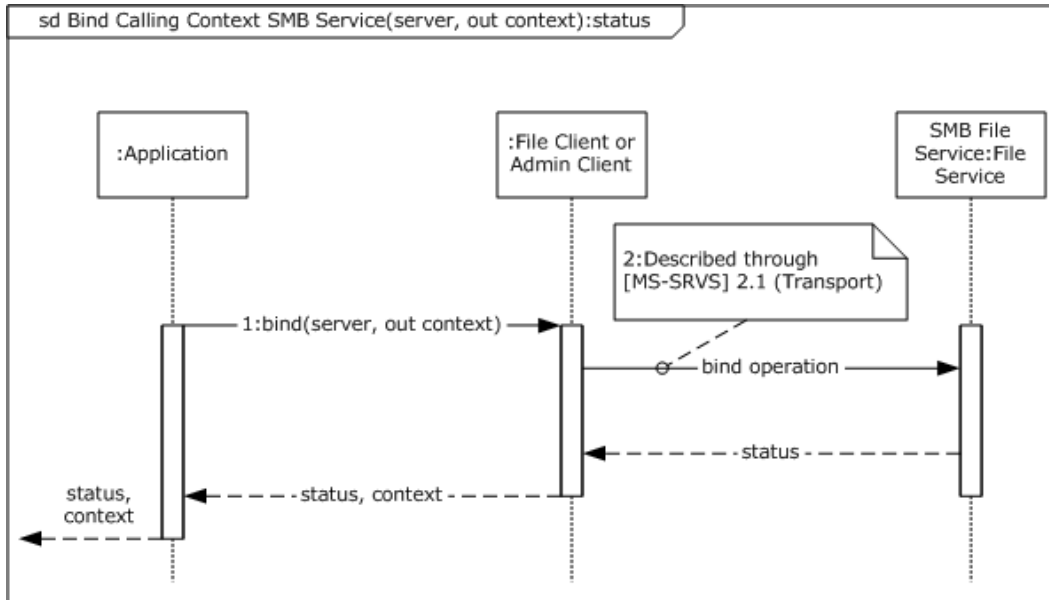 sd Bind Calling Context SMB Service(server, out context):status
:Application
:File Client or
Admin Client
SMB File
Service:File
Service
2:Described through
[MS-SRVS] 2.1 (Transport)
1:bind(server, out context)
bind operation
status
status, context
status,
context